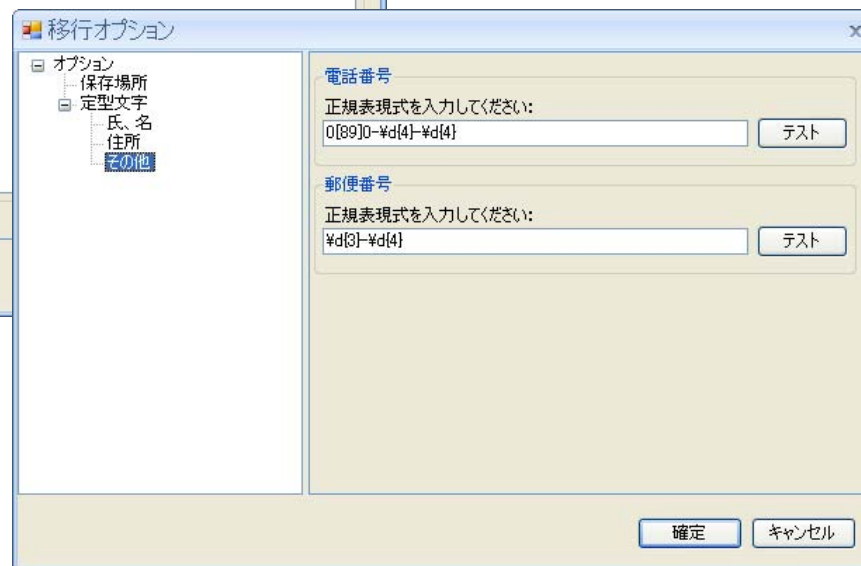 移行オプション
オプション
保存場所
定型文字
氏、名
住所
その他
電話番号
正規表現式を入力してください:
0[89]0-¥d{4}-¥d{4}
テスト
郵便番号
正規表現式を入力してください:
¥d{3}-¥d{4}
テスト
確定
キャンセル